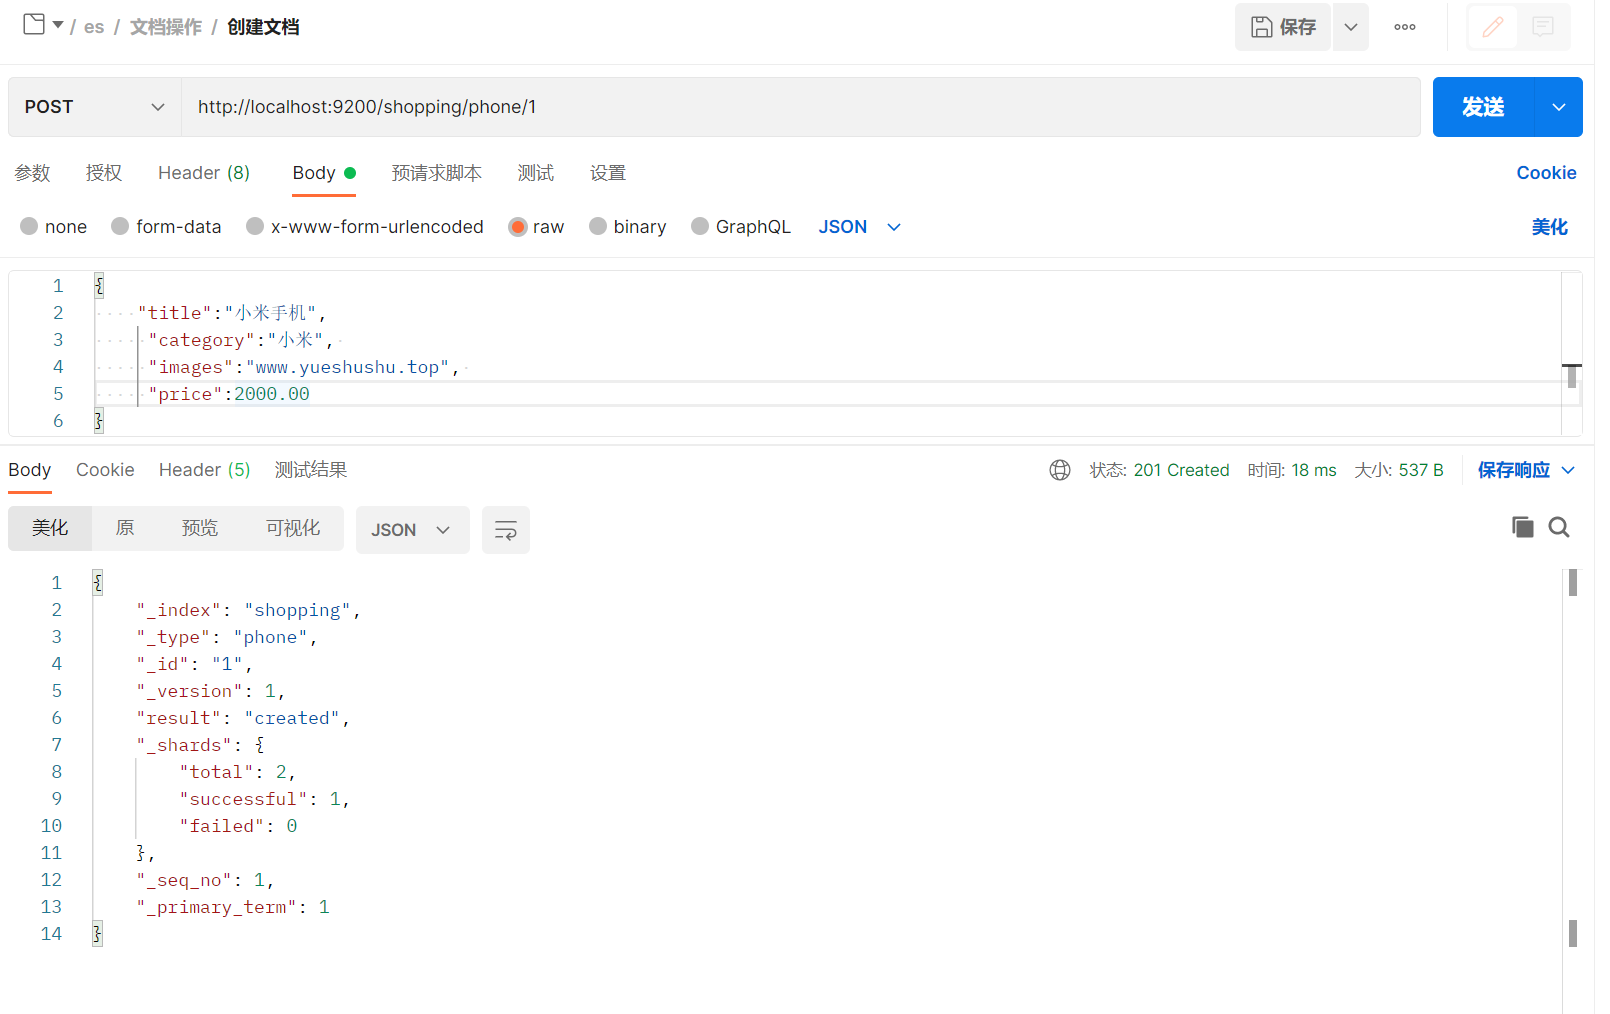 / es / 文档操作 / 创建文档 保存
POST http://localhost:9200/shopping/phone/1 发送
参数 授权 Header (8) Body 预请求脚本 测试 设置 Cookie
none form-data x-www-form-urlencoded raw binary GraphQL JSON 美化
1 {
2 "title":"小米手机",
3 "category":"小米",
4 "images":"www.yueshushu.top",
5 "price":2000.00
6 }
Body Cookie Header (5) 测试结果 状态: 201 Created 时间: 18 ms 大小: 537 B 保存响应
美化 原 预览 可视化 JSON
1 {
2 "_index": "shopping",
3 "_type": "phone",
4 "_id": "1",
5 "_version": 1,
6 "result": "created",
7 "_shards": {
8 "total": 2,
9 "successful": 1,
10 "failed": 0
11 },
12 "_seq_no": 1,
13 "_primary_term": 1
14 }